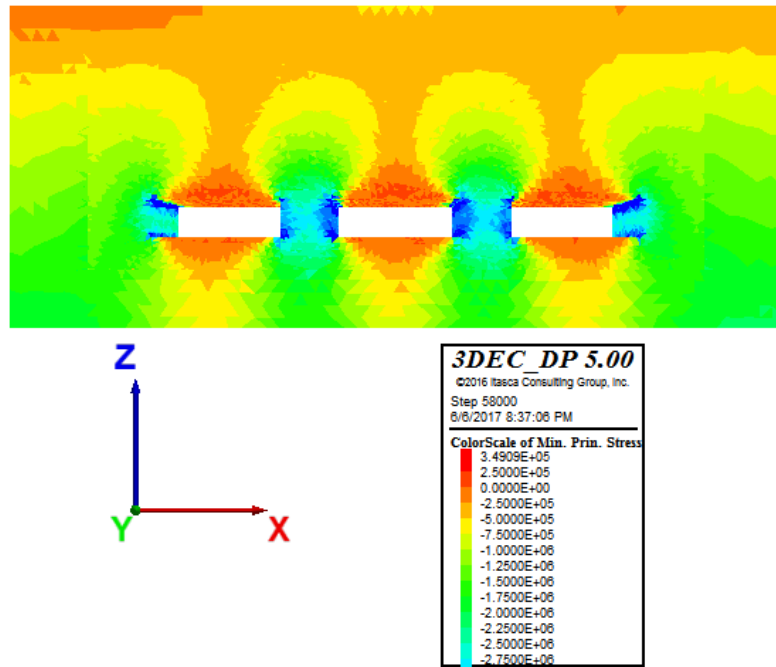 Z
Y
X
3DEC_DP 5.00
©2016 Itasca Consulting Group, Inc.
Step 58000
6/6/2017 8:37:06 PM
ColorScale of Min. Prin. Stress
3.4909E+05
2.5000E+05
0.0000E+00
-2.5000E+05
-5.0000E+05
-7.5000E+05
-1.0000E+06
-1.2500E+06
-1.5000E+06
-1.7500E+06
-2.0000E+06
-2.2500E+06
-2.5000E+06
-2.7500E+06